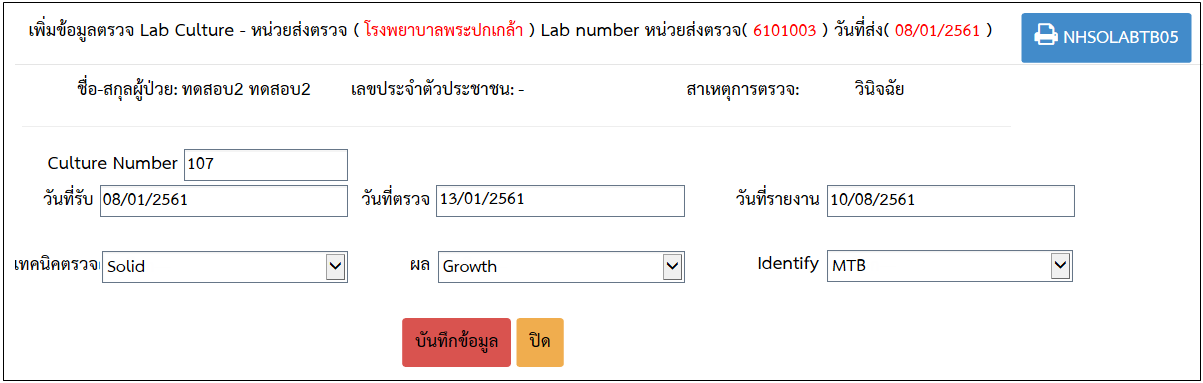 เพิ่มข้อมูลตรวจ Lab Culture - หน่วยส่งตรวจ ( โรงพยาบาลพระปกเกล้า ) Lab number หน่วยส่งตรวจ( 6101003 ) วันที่ส่ง( 08/01/2561 ) NHSOLABTB05
ชื่อ-สกุลผู้ป่วย: ทดสอบ2 ทดสอบ2 เลขประจำตัวประชาชน: - สาเหตุการตรวจ: วินิจฉัย
Culture Number 107
วันที่รับ 08/01/2561 วันที่ตรวจ 13/01/2561 วันที่รายงาน 10/08/2561
เทคนิคตรวจ Solid ผล Growth Identify MTB
บันทึกข้อมูล ปิด